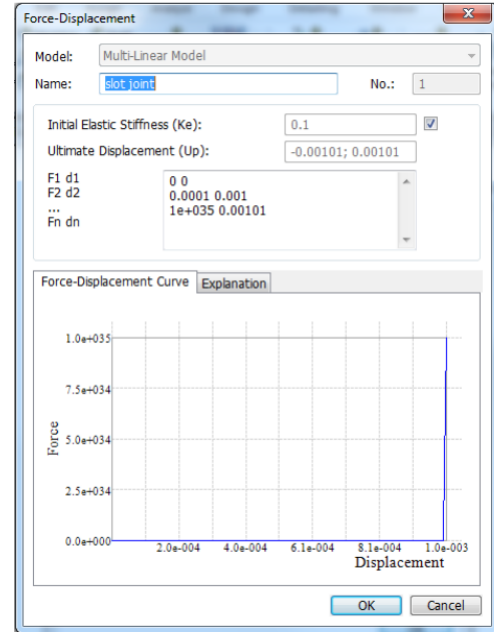 Force-Displacement
Model: Multi-Linear Model
Name: slot joint No.: 1
Initial Elastic Stiffness (Ke): 0.1
Ultimate Displacement (Up): -0.00101; 0.00101
F1 d1
F2 d2
...
Fn dn
0 0
0.0001 0.001
1e+035 0.00101
Force-Displacement Curve Explanation
1.0e+035
7.5e+034
5.0e+034
2.5e+034
0.0e+000
Force
2.0e-004 4.0e-004 6.1e-004 8.1e-004 1.0e-003
Displacement
OK Cancel